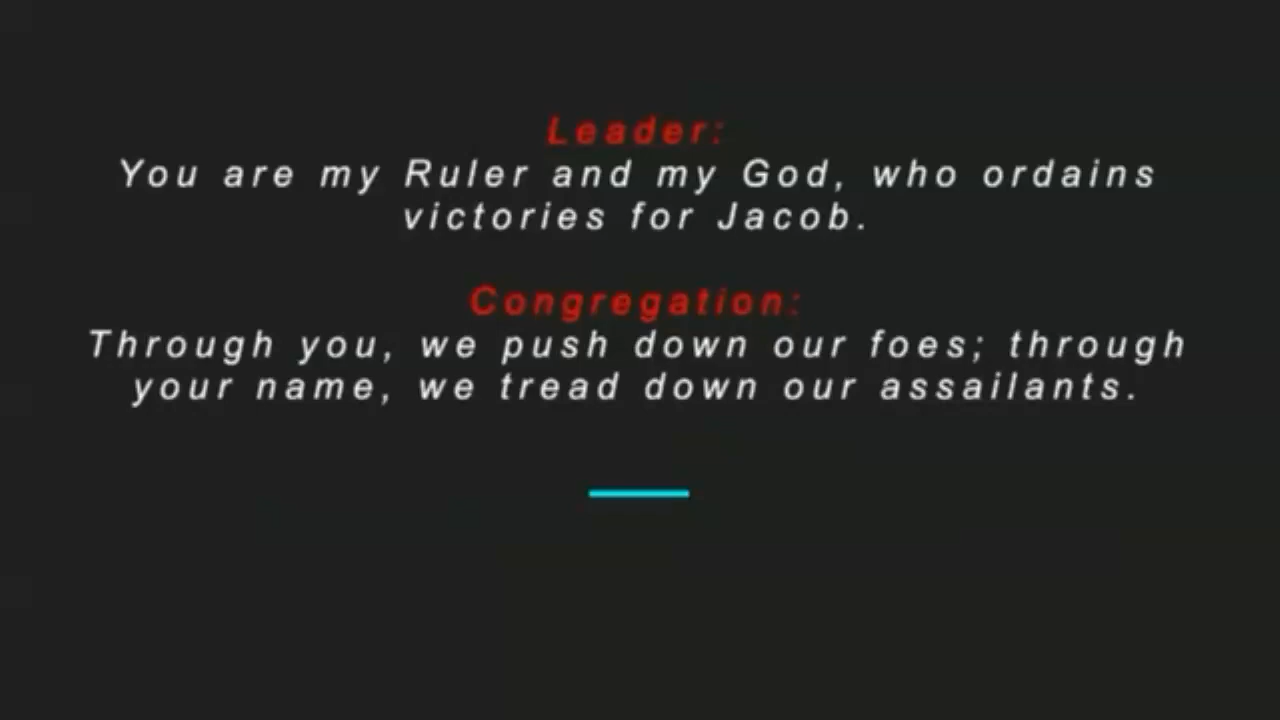 Leader:
You are my Ruler and my God, who ordains
victories for Jacob.
Congregation:
Through you, we push down our foes; through
your name, we tread down our assailants.